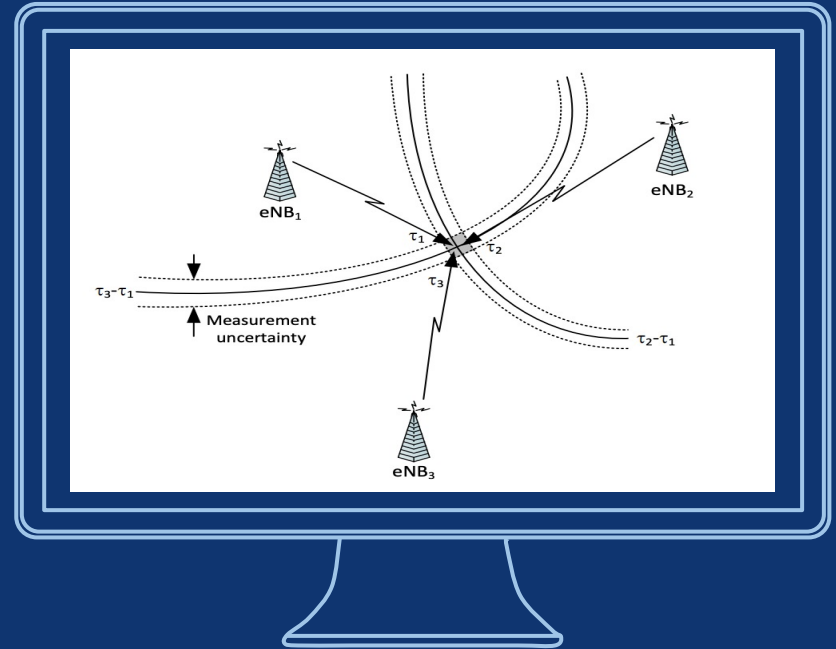 eNB₁
eNB₂
τ₁
τ₂
τ₃
τ₃-τ₁
Measurement
uncertainty
τ₂-τ₁
eNB₃